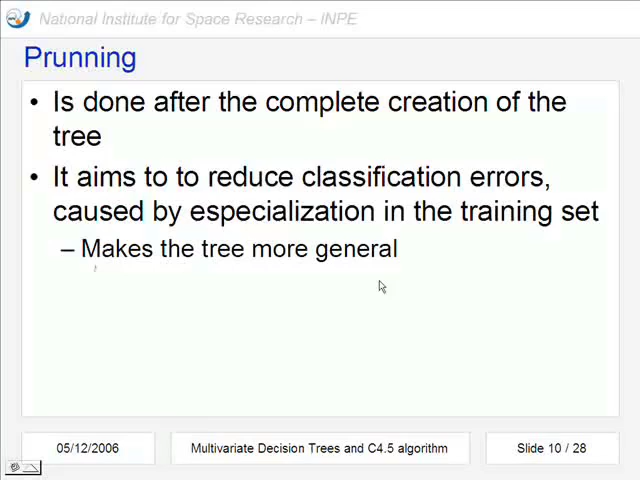 National Institute for Space Research – INPE
Prunning
• Is done after the complete creation of the
tree
• It aims to to reduce classification errors,
caused by especialization in the training set
– Makes the tree more general
05/12/2006
Multivariate Decision Trees and C4.5 algorithm
Slide 10 / 28